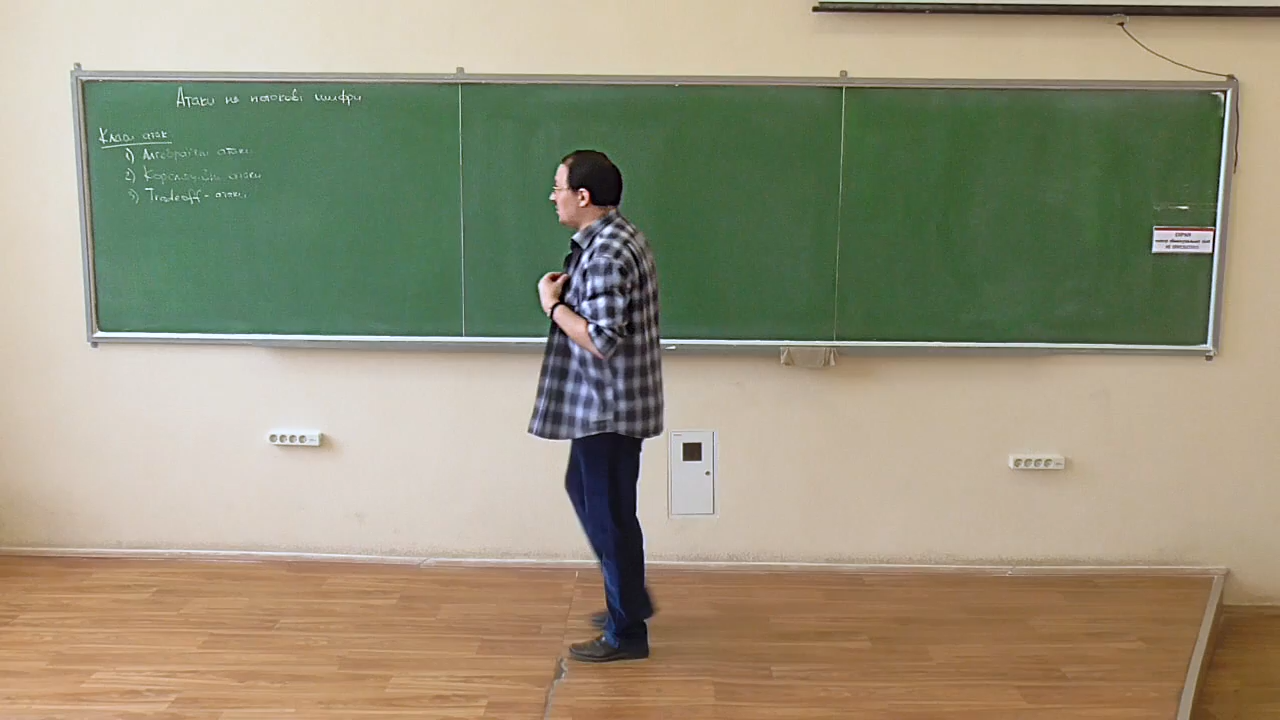 Атаки на потокові шифри
Класи атак
1) Алгебраїчні атаки
2) Кореляційні атаки
3) Tradeoff - атаки